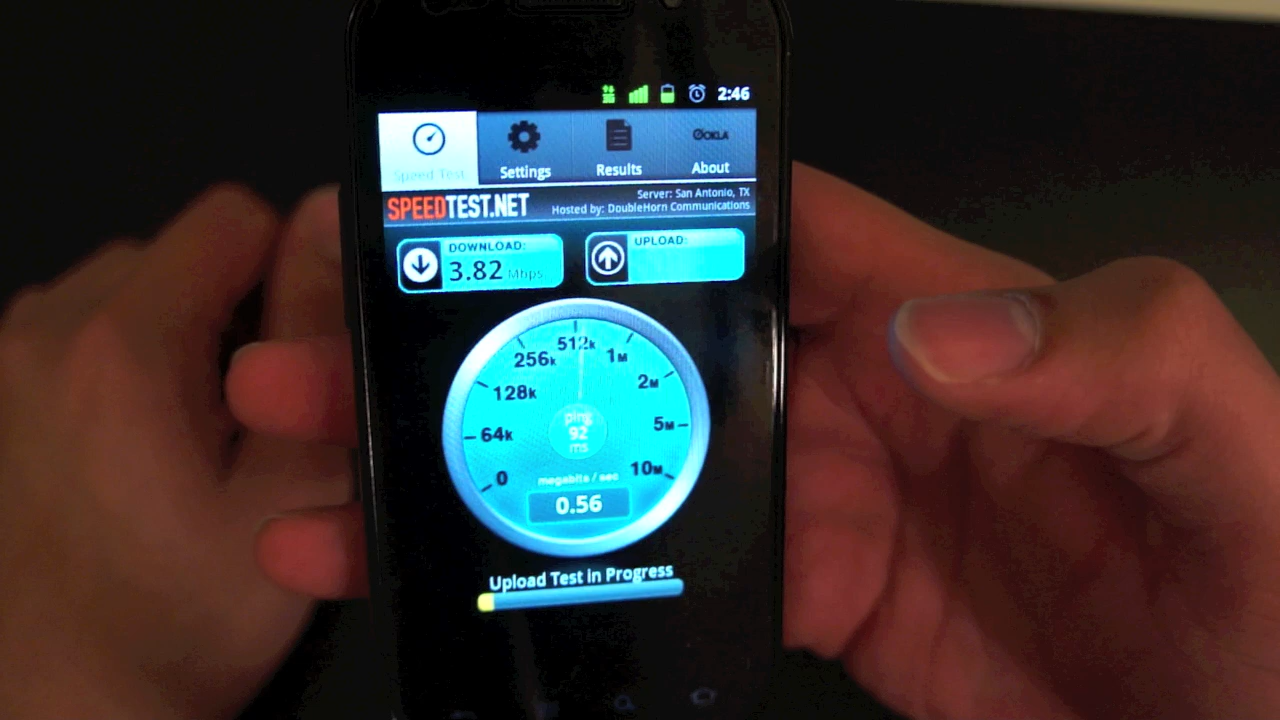 3G 2:46
Speed Test Settings Results OOKLA About
SPEEDTEST.NET Server: San Antonio, TX
Hosted by: DoubleHorn Communications
DOWNLOAD: UPLOAD:
3.82 Mbps
512k
256k 1M
128k 2M
64k 5M
0 10M
ping
92
ms
megabits / sec
0.56
Upload Test in Progress